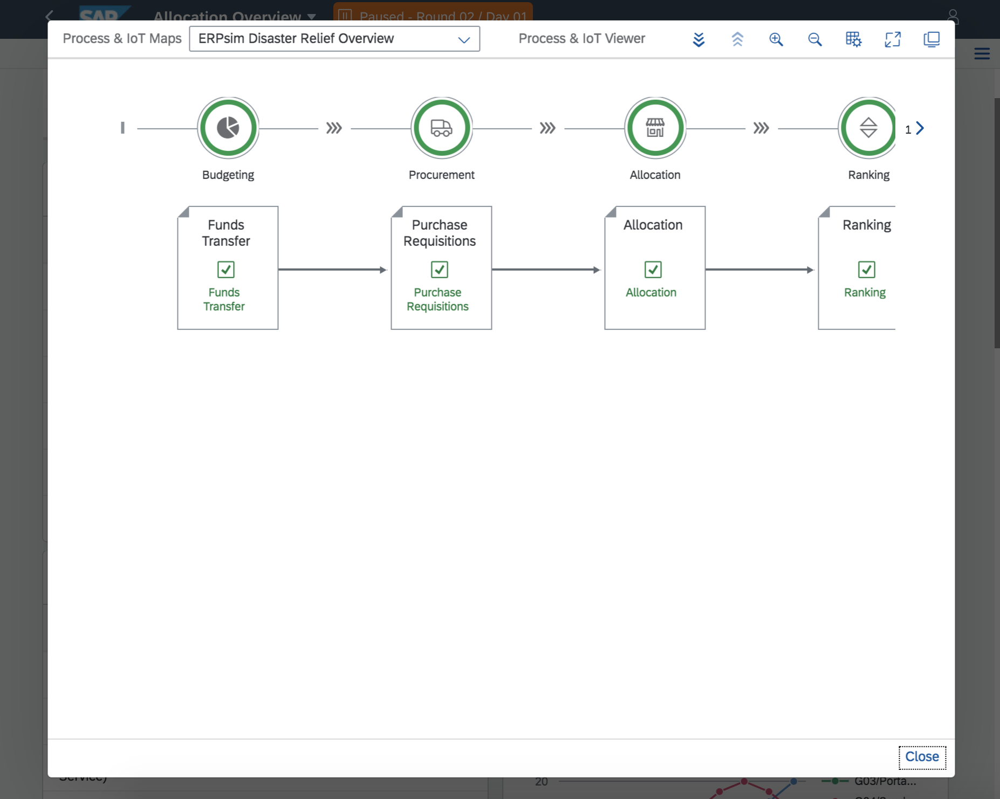 SAP Allocation Overview Paused - Round 02 / Day 01
Process & IoT Maps ERPsim Disaster Relief Overview Process & IoT Viewer
1
Budgeting Procurement Allocation Ranking
Funds
Transfer
Funds
Transfer
Purchase
Requisitions
Purchase
Requisitions
Allocation
Allocation
Ranking
Ranking
Close
Service)
20
G03/Porta...